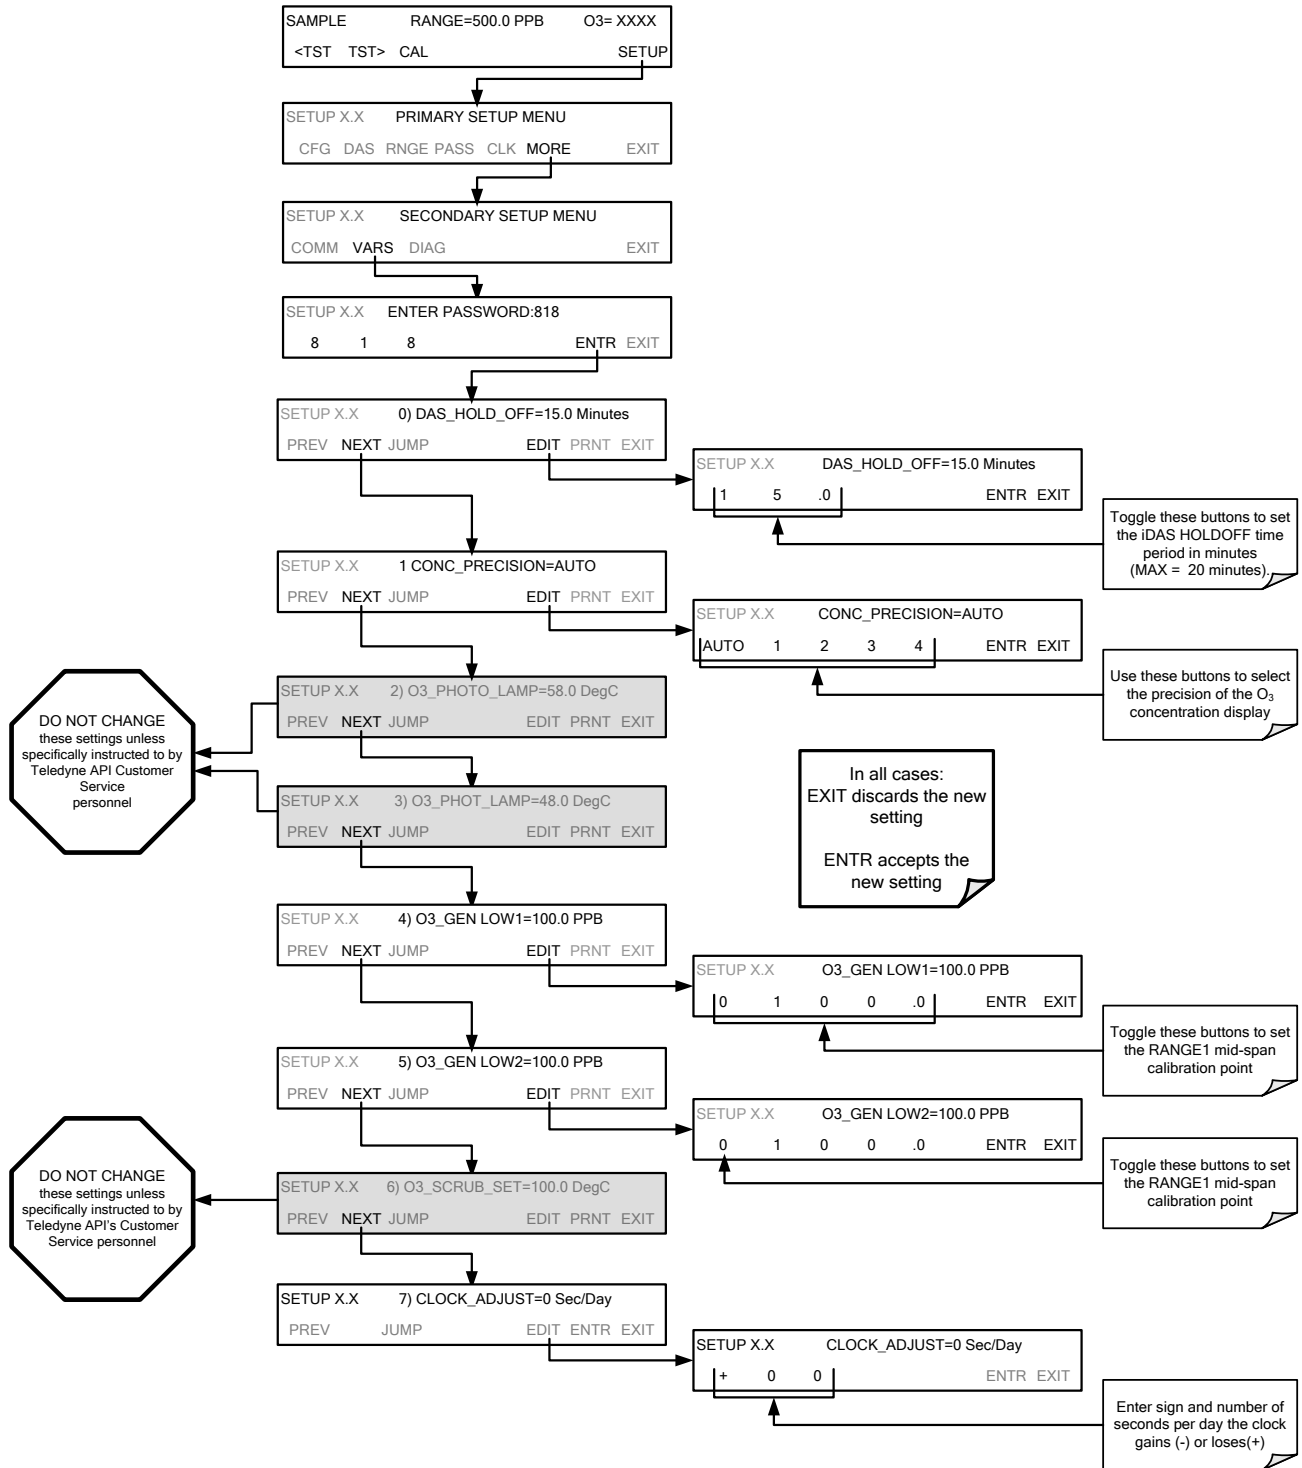 SAMPLE RANGE=500.0 PPB O3= XXXX
<TST TST> CAL SETUP
SETUP X.X PRIMARY SETUP MENU
CFG DAS RNGE PASS CLK MORE EXIT
SETUP X.X SECONDARY SETUP MENU
COMM VARS DIAG EXIT
SETUP X.X ENTER PASSWORD:818
8 1 8 ENTR EXIT
SETUP X.X 0) DAS_HOLD_OFF=15.0 Minutes
PREV NEXT JUMP EDIT PRNT EXIT
SETUP X.X DAS_HOLD_OFF=15.0 Minutes
1 5 .0 ENTR EXIT
Toggle these buttons to set
the iDAS HOLDOFF time
period in minutes
(MAX = 20 minutes).
SETUP X.X 1 CONC_PRECISION=AUTO
PREV NEXT JUMP EDIT PRNT EXIT
SETUP X.X CONC_PRECISION=AUTO
AUTO 1 2 3 4 ENTR EXIT
Use these buttons to select
the precision of the O3
concentration display
SETUP X.X 2) O3_PHOTO_LAMP=58.0 DegC
PREV NEXT JUMP EDIT PRNT EXIT
DO NOT CHANGE
these settings unless
specifically instructed to by
Teledyne API Customer
Service
personnel
SETUP X.X 3) O3_PHOT_LAMP=48.0 DegC
PREV NEXT JUMP EDIT PRNT EXIT
In all cases:
EXIT discards the new
setting
ENTR accepts the
new setting
SETUP X.X 4) O3_GEN LOW1=100.0 PPB
PREV NEXT JUMP EDIT PRNT EXIT
SETUP X.X O3_GEN LOW1=100.0 PPB
0 1 0 0 .0 ENTR EXIT
Toggle these buttons to set
the RANGE1 mid-span
calibration point
SETUP X.X 5) O3_GEN LOW2=100.0 PPB
PREV NEXT JUMP EDIT PRNT EXIT
SETUP X.X O3_GEN LOW2=100.0 PPB
0 1 0 0 .0 ENTR EXIT
Toggle these buttons to set
the RANGE1 mid-span
calibration point
DO NOT CHANGE
these settings unless
specifically instructed to by
Teledyne API's Customer
Service personnel
SETUP X.X 6) O3_SCRUB_SET=100.0 DegC
PREV NEXT JUMP EDIT PRNT EXIT
SETUP X.X 7) CLOCK_ADJUST=0 Sec/Day
PREV JUMP EDIT ENTR EXIT
SETUP X.X CLOCK_ADJUST=0 Sec/Day
+ 0 0 ENTR EXIT
Enter sign and number of
seconds per day the clock
gains (-) or loses(+)